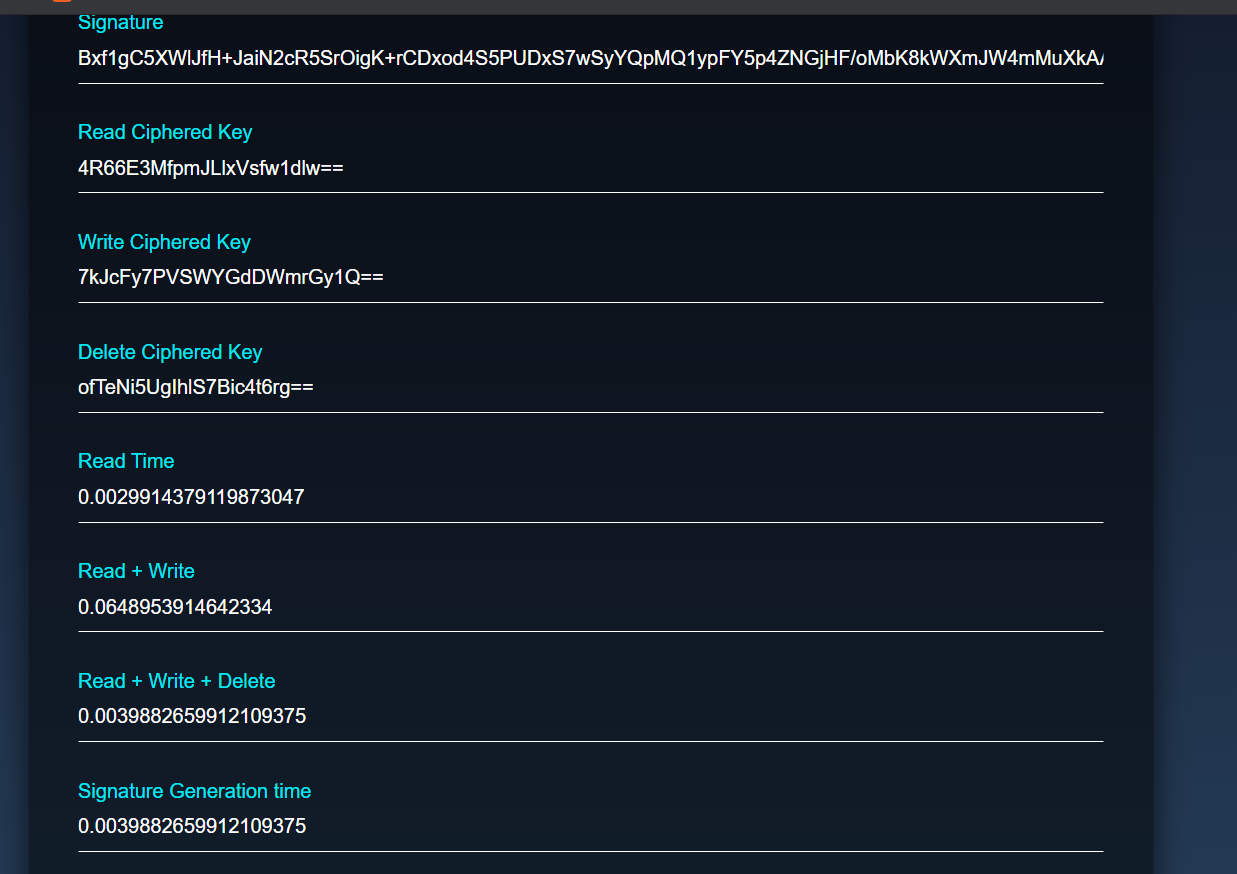 Signature
Bxf1gC5XWlJfH+JaiN2cR5SrOigK+rCDxod4S5PUDxS7wSyYQpMQ1ypFY5p4ZNGjHF/oMbK8kWXmJW4mMuXkA/
Read Ciphered Key
4R66E3MfpmJLlxVsfw1dlw==
Write Ciphered Key
7kJcFy7PVSWYGdDWmrGy1Q==
Delete Ciphered Key
ofTeNi5UgIhlS7Bic4t6rg==
Read Time
0.0029914379119873047
Read + Write
0.0648953914642334
Read + Write + Delete
0.0039882659912109375
Signature Generation time
0.0039882659912109375